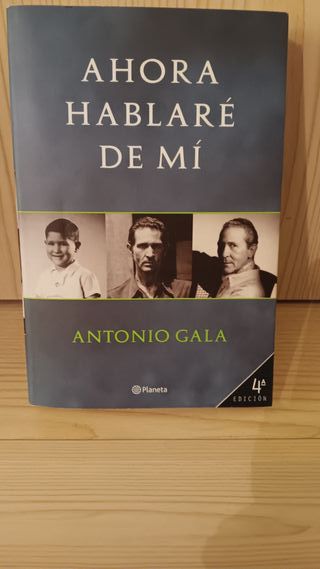 AHORA
HABLARÉ
DE MÍ
ANTONIO GALA
Planeta
4ª
EDICIÓN